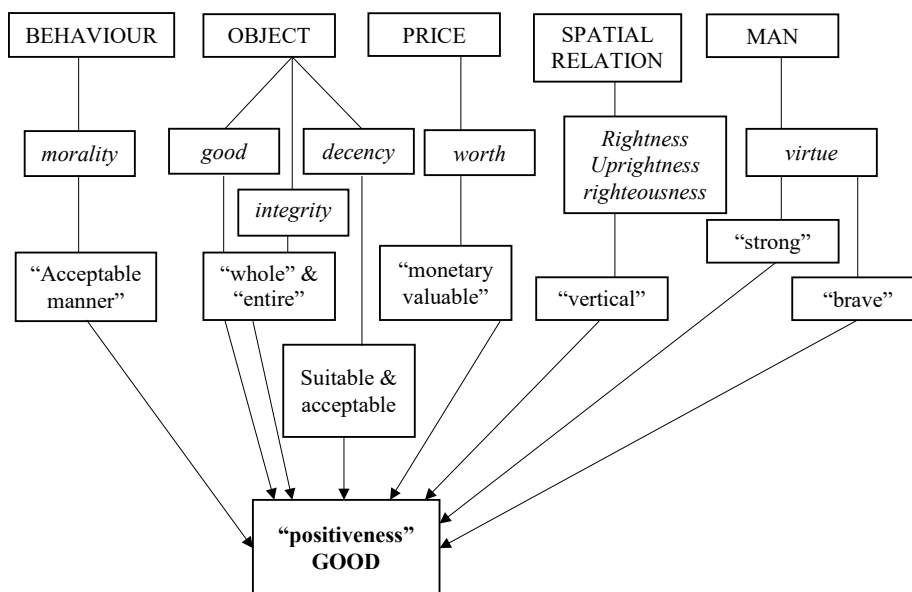 BEHAVIOUR
OBJECT
PRICE
SPATIAL
RELATION
MAN
morality
good
decency
worth
Rightness
Uprightness
righteousness
virtue
integrity
“strong”
“Acceptable
manner”
“whole” &
“entire”
“monetary
valuable”
“vertical”
“brave”
Suitable &
acceptable
“positiveness”
GOOD